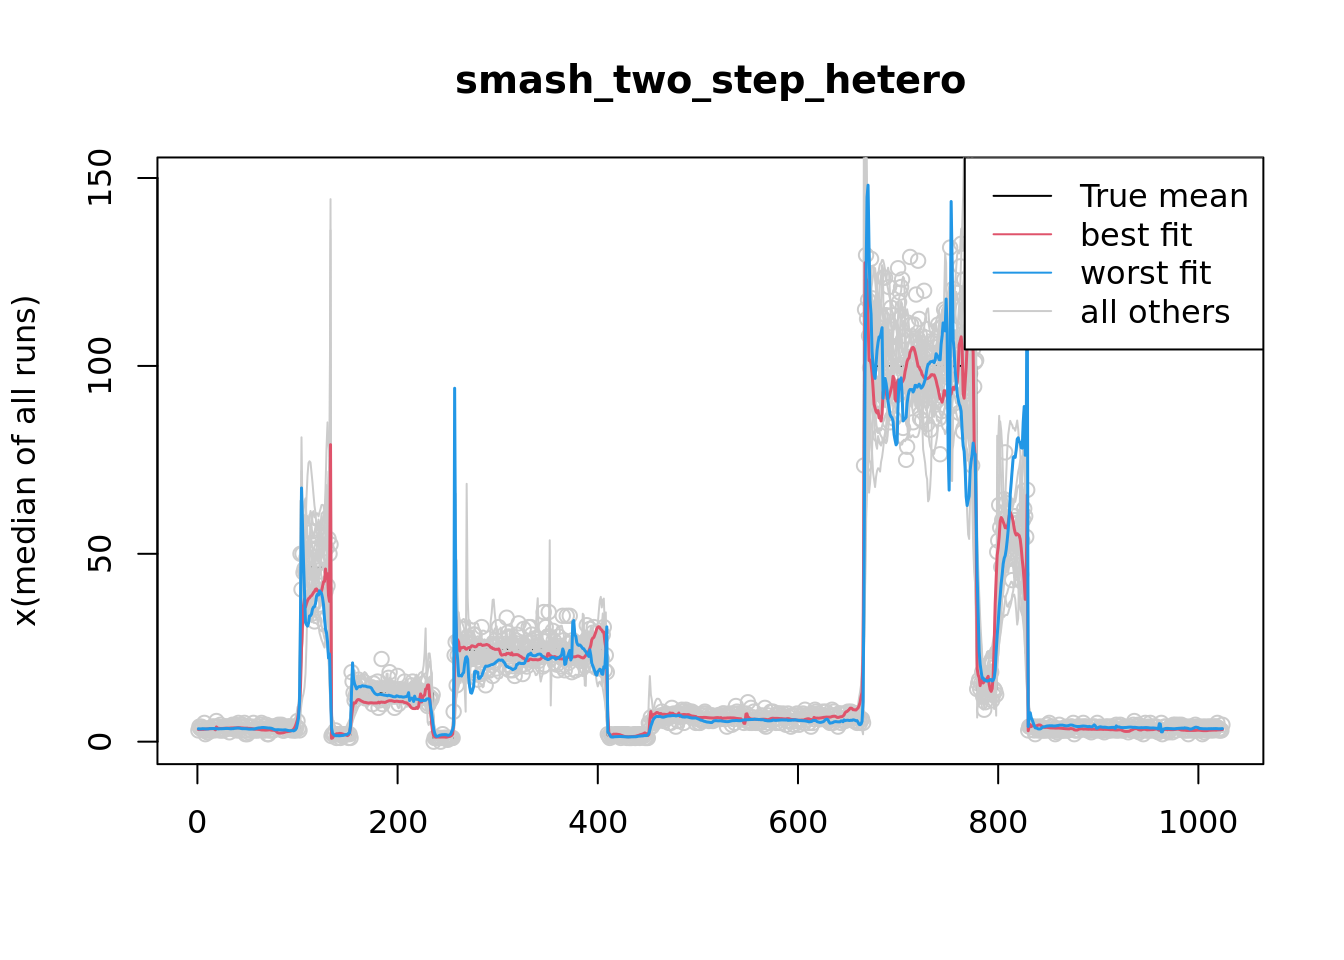 smash_two_step_hetero
x(median of all runs)
150
100
50
0
True mean
best fit
worst fit
all others
0 200 400 600 800 1000